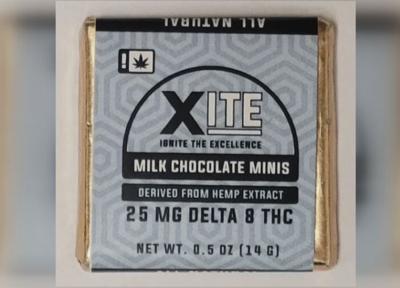 ALL NATURAL
!
XITE
IGNITE THE EXCELLENCE
MILK CHOCOLATE MINIS
DERIVED FROM HEMP EXTRACT
25 MG DELTA 8 THC
NET WT. 0.5 OZ (14 G)